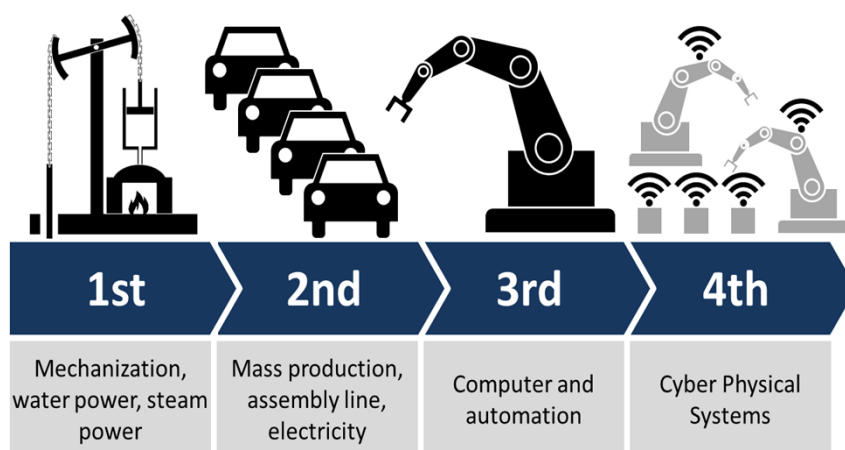 1st
2nd
3rd
4th
Mechanization,
water power, steam
power
Mass production,
assembly line,
electricity
Computer and
automation
Cyber Physical
Systems